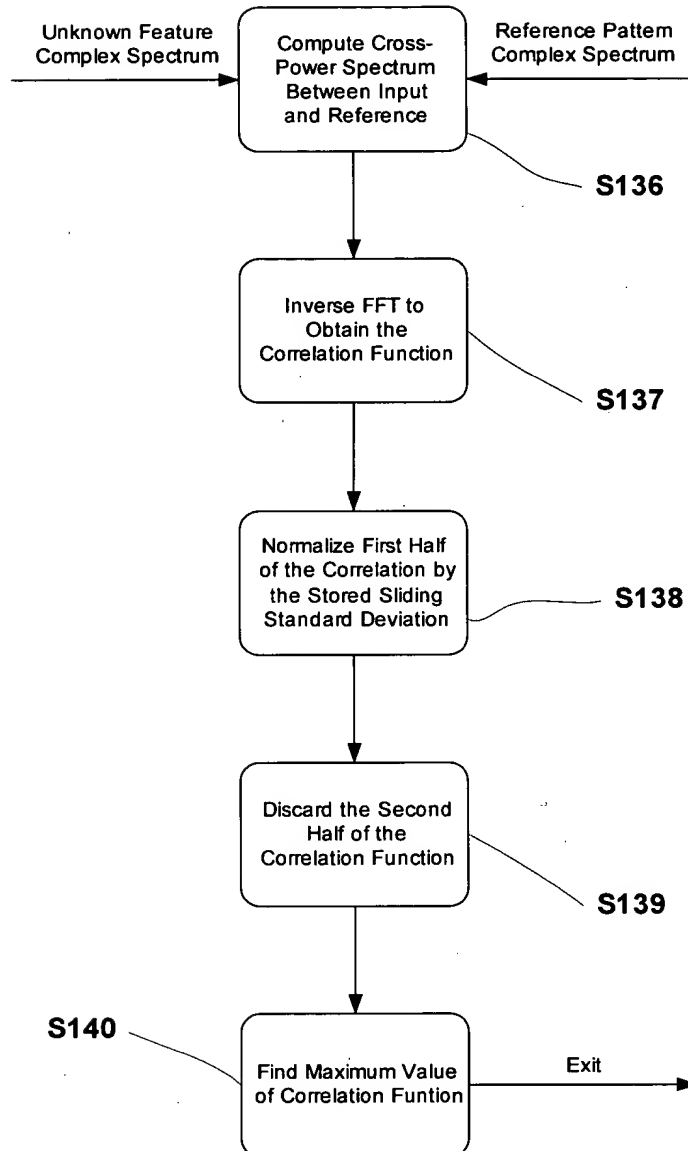 Unknown Feature
Complex Spectrum
Compute Cross-
Power Spectrum
Between Input
and Reference
Reference Pattern
Complex Spectrum
S136
Inverse FFT to
Obtain the
Correlation Function
S137
Normalize First Half
of the Correlation by
the Stored Sliding
Standard Deviation
S138
Discard the Second
Half of the
Correlation Function
S139
S140
Find Maximum Value
of Correlation Funtion
Exit